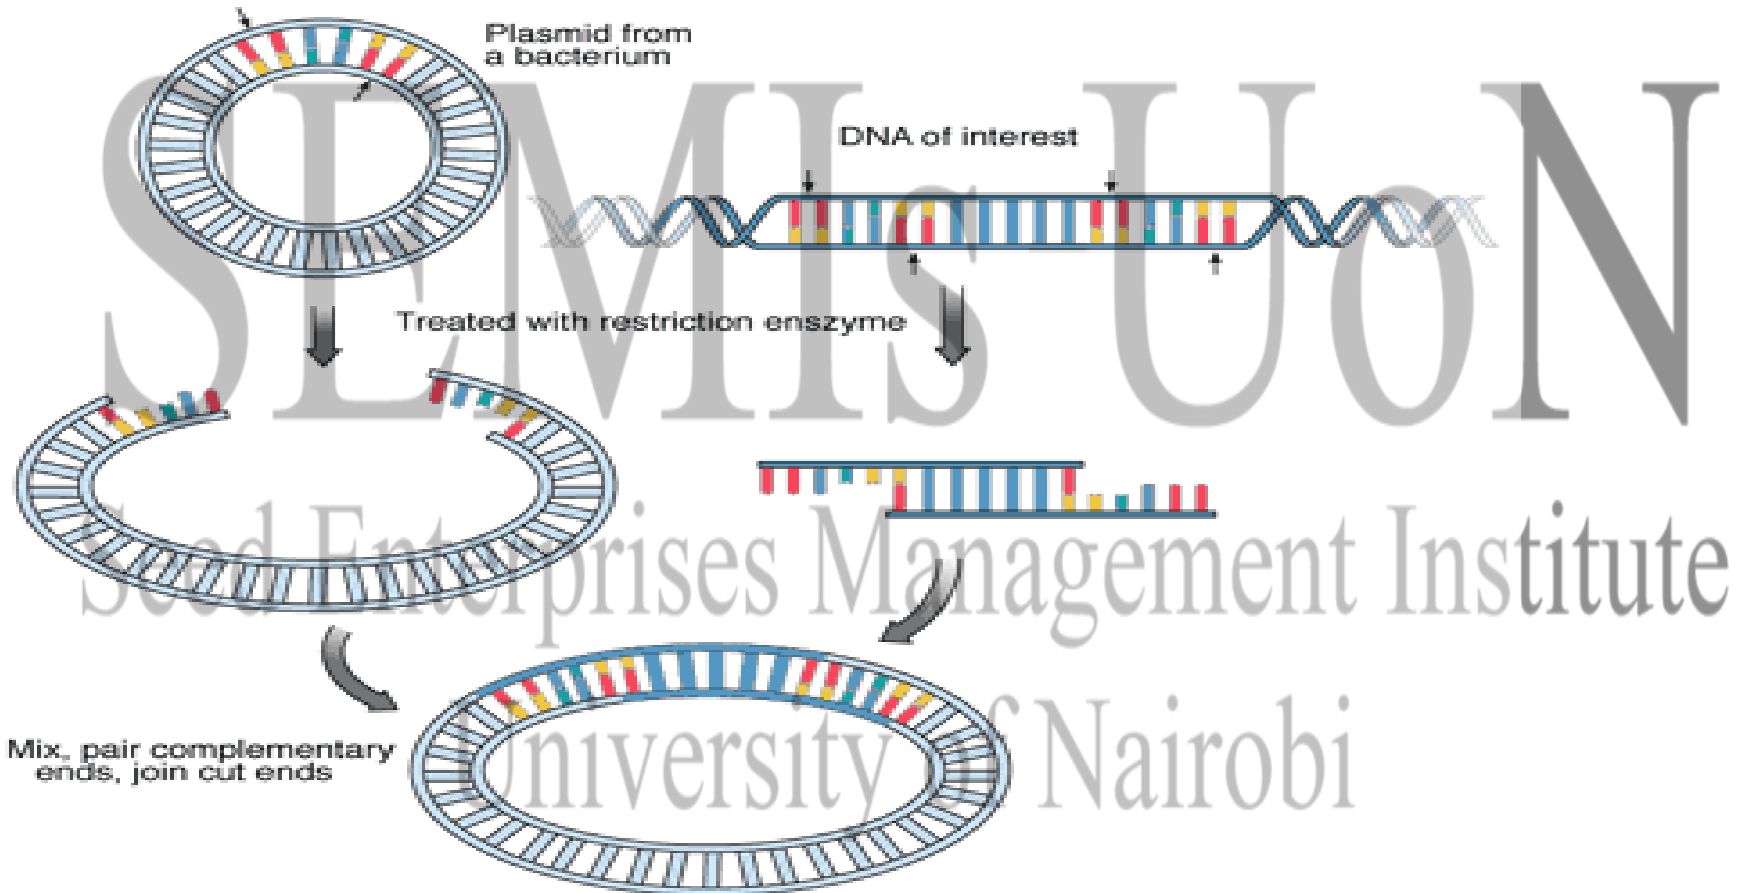 Plasmid from
a bacterium
DNA of interest
Treated with restriction enszyme
Mix, pair complementary
ends, join cut ends
SEMIs-UoN
Seed Enterprises Management Institute
University of Nairobi